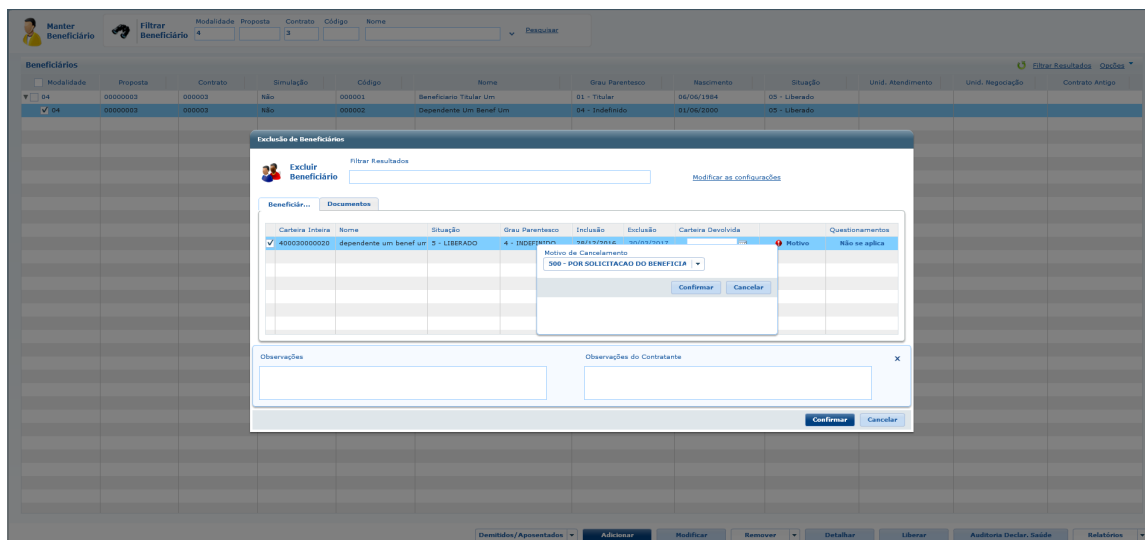 Manter Beneficiário
Filtrar Beneficiário
Modalidade Proposta Contrato Código Nome
4 3
Pesquisar
Beneficiários
Filtrar Resultados Opções
Modalidade Proposta Contrato Simulação Código Nome Grau Parentesco Nascimento Situação Unid. Atendimento Unid. Negociação Contrato Antigo
04 00000003 000003 Não 000001 Beneficiario Titular Um 01 - Titular 06/06/1984 05 - Liberado
04 00000003 000003 Não 000002 Dependente Um Benef Um 04 - Indefinido 01/06/2000 05 - Liberado
Exclusão de Beneficiários
Excluir Beneficiário
Filtrar Resultados
Modificar as configurações
Beneficiár... Documentos
Carteira Inteira Nome Situação Grau Parentesco Inclusão Exclusão Carteira Devolvida Questionamentos
400030000020 dependente um benef um 5 - LIBERADO 4 - INDEFINIDO 28/12/2016 30/03/2017 Motivo Não se aplica
Motivo de Cancelamento
500 - POR SOLICITACAO DO BENEFICIA
Confirmar Cancelar
Observações Observações do Contratante
Confirmar Cancelar
Demitidos/Aposentados Adicionar Modificar Remover Detalhar Liberar Auditoria Declar. Saúde Relatórios